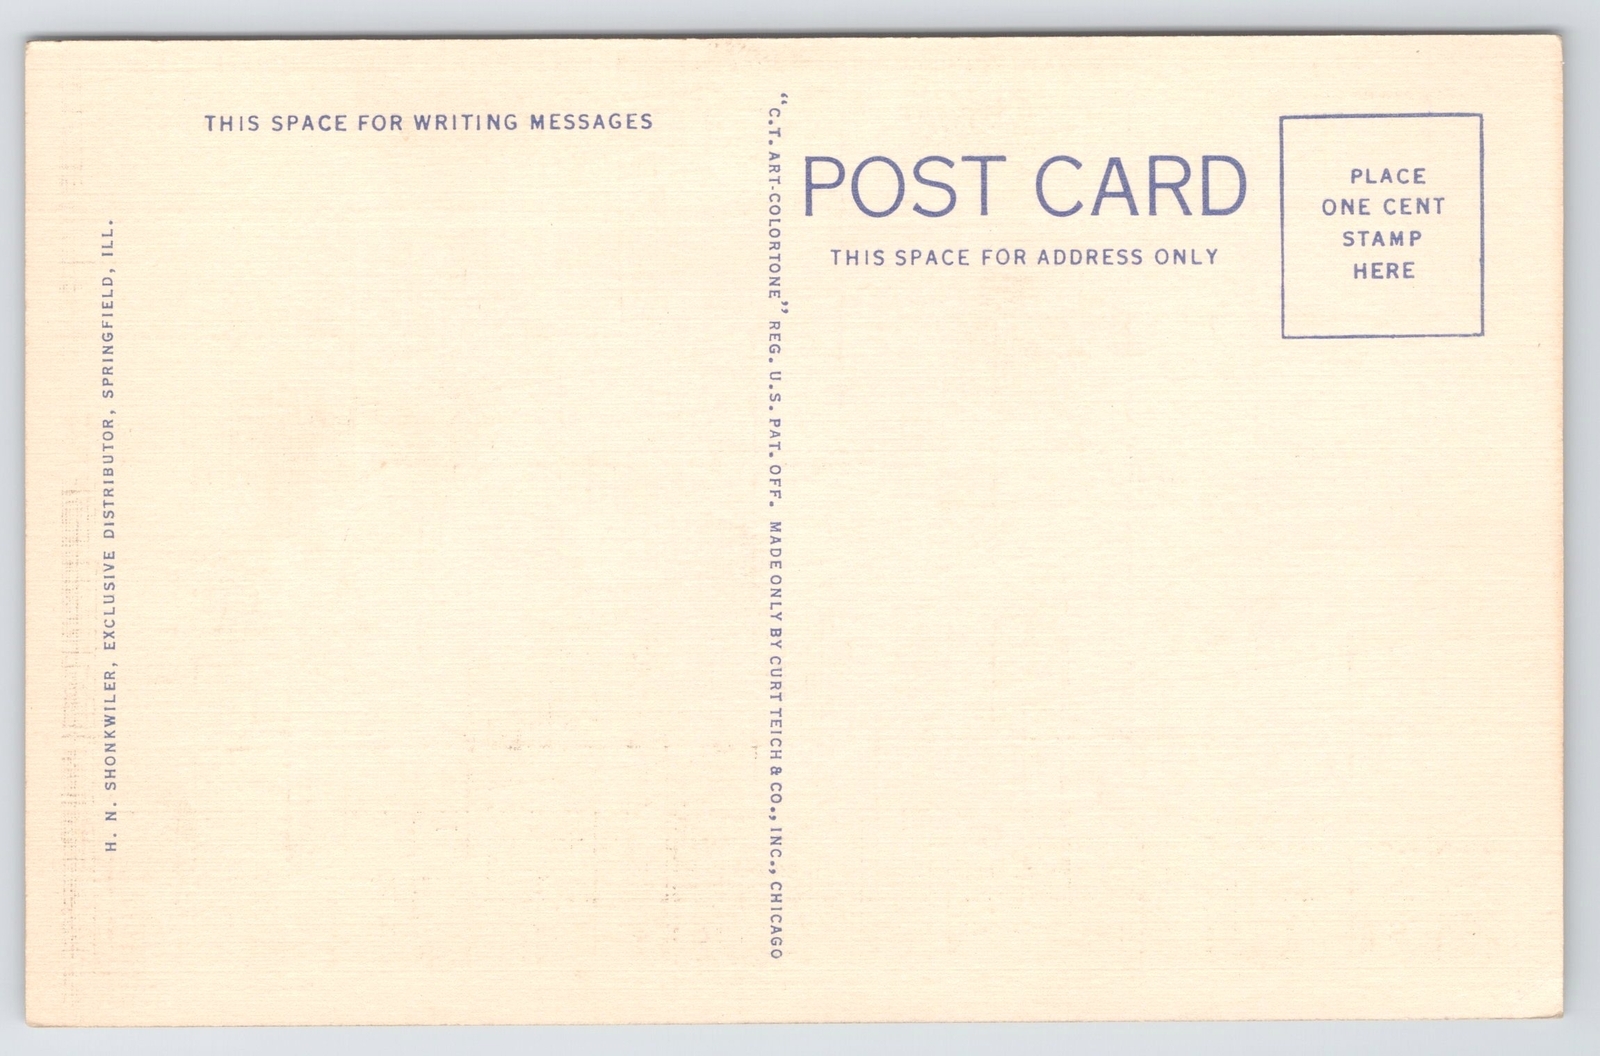 THIS SPACE FOR WRITING MESSAGES
H. N. SHONKWILER, EXCLUSIVE DISTRIBUTOR, SPRINGFIELD, ILL.
"C.T. ART-COLORTONE" REG. U.S. PAT. OFF. MADE ONLY BY CURT TEICH & CO., INC., CHICAGO
POST CARD
THIS SPACE FOR ADDRESS ONLY
PLACE
ONE CENT
STAMP
HERE